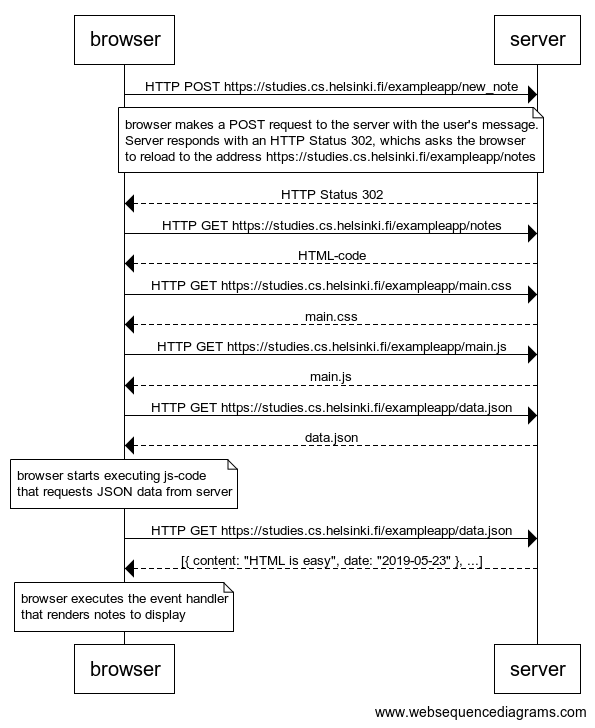 browser
server
HTTP POST https://studies.cs.helsinki.fi/exampleapp/new_note
browser makes a POST request to the server with the user's message.
Server responds with an HTTP Status 302, whichs asks the browser
to reload to the address https://studies.cs.helsinki.fi/exampleapp/notes
HTTP Status 302
HTTP GET https://studies.cs.helsinki.fi/exampleapp/notes
HTML-code
HTTP GET https://studies.cs.helsinki.fi/exampleapp/main.css
main.css
HTTP GET https://studies.cs.helsinki.fi/exampleapp/main.js
main.js
HTTP GET https://studies.cs.helsinki.fi/exampleapp/data.json
data.json
browser starts executing js-code
that requests JSON data from server
HTTP GET https://studies.cs.helsinki.fi/exampleapp/data.json
[{ content: "HTML is easy", date: "2019-05-23" }, ...]
browser executes the event handler
that renders notes to display
browser
server
www.websequencediagrams.com